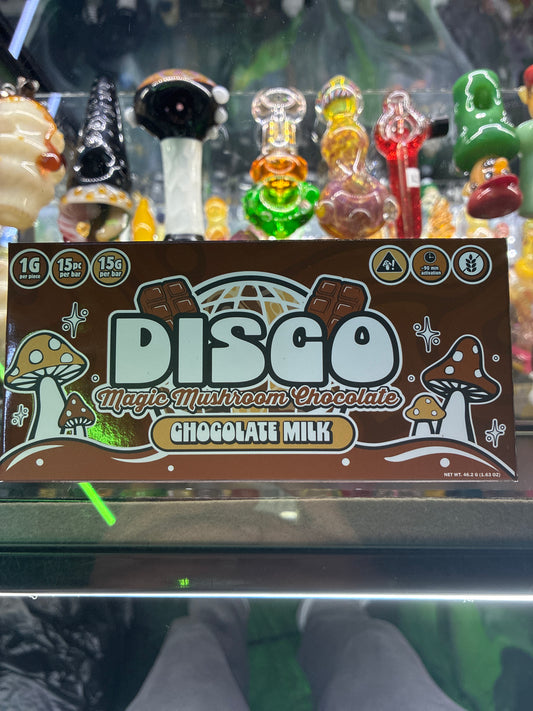 1G
per piece
15pc
per bar
15G
per bar
~90 min
activation
DISCO
Magic Mushroom Chocolate
CHOCOLATE MILK
NET WT. 46.2 G (1.63 OZ)